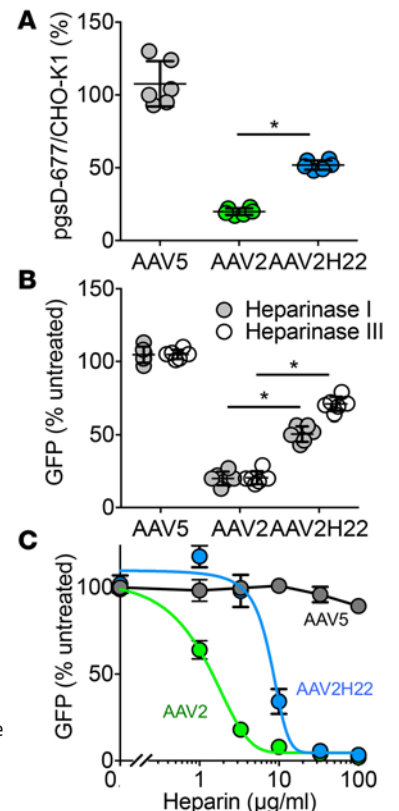 A
pgsD-677/CHO-K1 (%)
150
100
50
0
*
AAV5 AAV2 AAV2H22
B
GFP (% untreated)
150
100
50
0
Heparinase I
Heparinase III
*
*
AAV5 AAV2 AAV2H22
C
GFP (% untreated)
100
50
0
AAV5
AAV2H22
AAV2
0 1 10 100
Heparin (µg/ml)
e